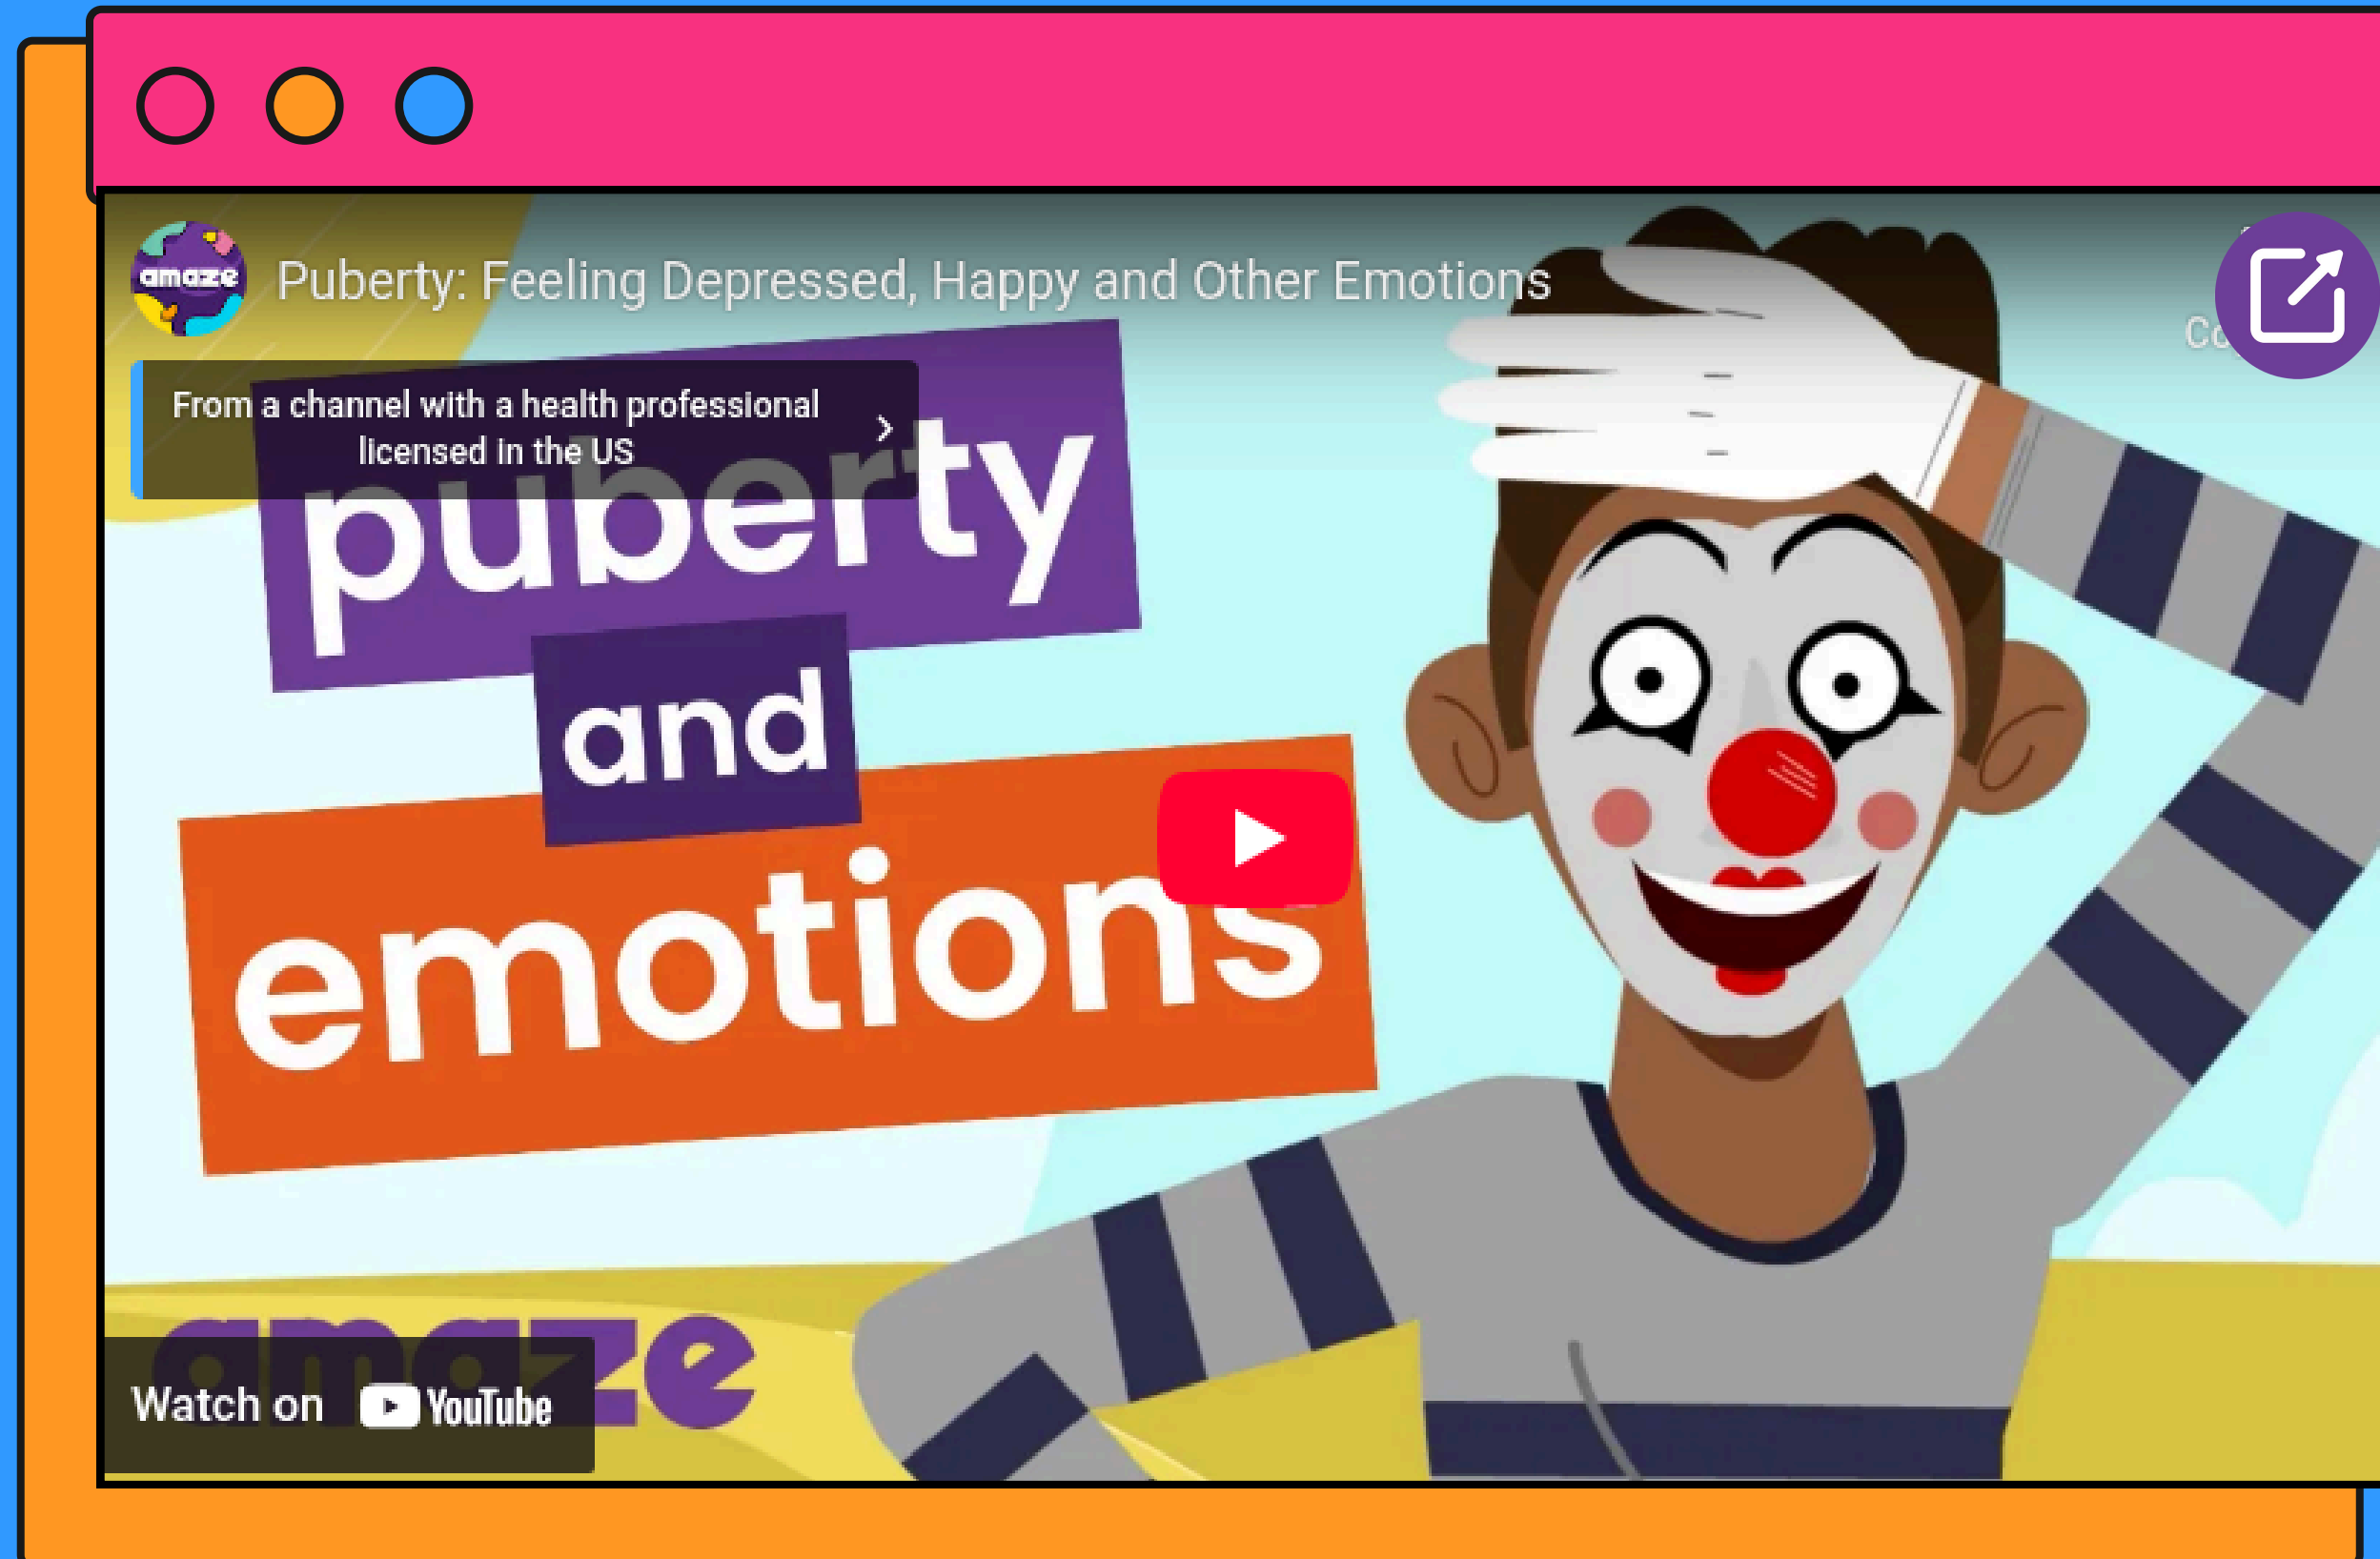 amaze
Puberty: Feeling Depressed, Happy and Other Emotions
From a channel with a health professional
licensed in the US
puberty
and
emotions
amaze
Watch on YouTube